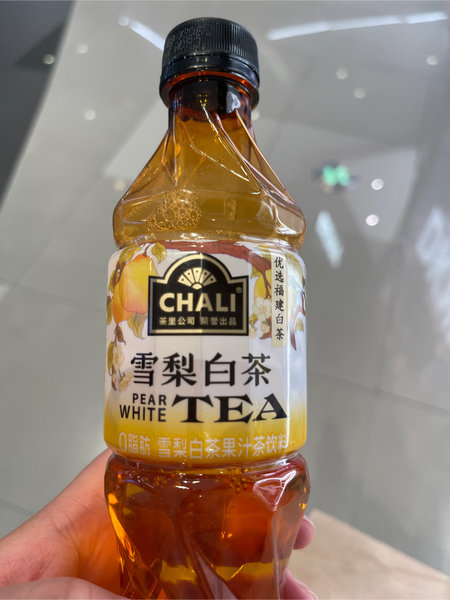 CHALI®
茶里公司 荣誉出品
优选福建白茶
雪梨白茶
PEAR
WHITE TEA
0脂肪 雪梨白茶果汁茶饮料